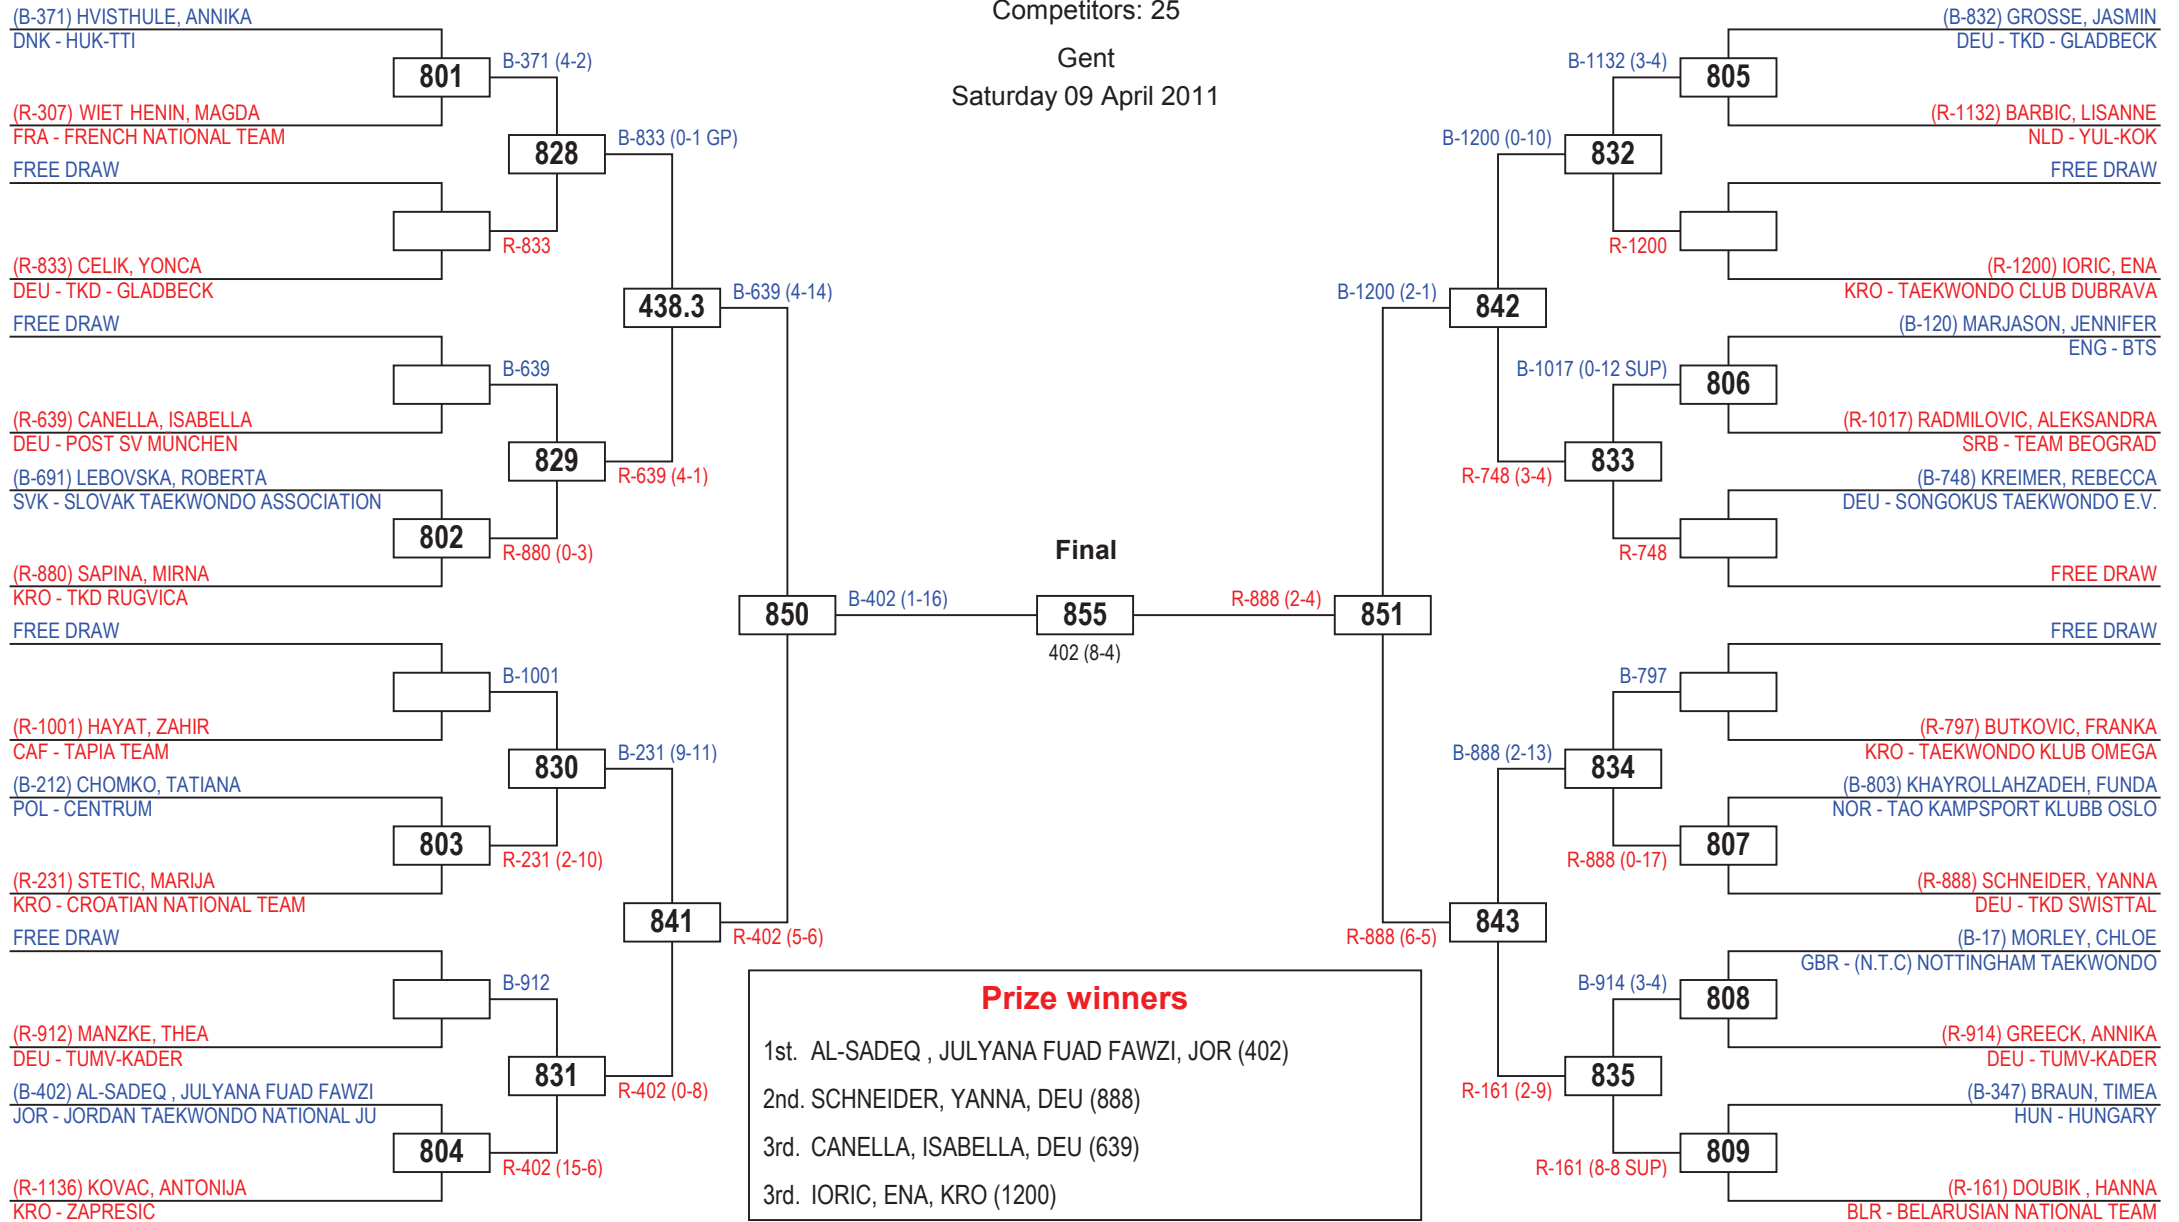 Competitors: 25
Gent
Saturday 09 April 2011
(B-371) HVISTHULE, ANNIKA
DNK - HUK-TTI
801
B-371 (4-2)
(R-307) WIET HENIN, MAGDA
FRA - FRENCH NATIONAL TEAM
828
B-833 (0-1 GP)
FREE DRAW
R-833
(R-833) CELIK, YONCA
DEU - TKD - GLADBECK
438.3
B-639 (4-14)
FREE DRAW
B-639
(R-639) CANELLA, ISABELLA
DEU - POST SV MÜNCHEN
829
R-639 (4-1)
(B-691) LEBOVSKA, ROBERTA
SVK - SLOVAK TAEKWONDO ASSOCIATION
802
R-880 (0-3)
(R-880) SAPINA, MIRNA
KRO - TKD RUGVICA
850
B-402 (1-16)
FREE DRAW
B-1001
(R-1001) HAYAT, ZAHIR
CAF - TAPIA TEAM
830
B-231 (9-11)
(B-212) CHOMKO, TATIANA
POL - CENTRUM
803
R-231 (2-10)
(R-231) STETIC, MARIJA
KRO - CROATIAN NATIONAL TEAM
841
R-402 (5-6)
FREE DRAW
B-912
(R-912) MANZKE, THEA
DEU - TUMV-KADER
831
R-402 (0-8)
(B-402) AL-SADEQ , JULYANA FUAD FAWZI
JOR - JORDAN TAEKWONDO NATIONAL JU
804
R-402 (15-6)
(R-1136) KOVAC, ANTONIJA
KRO - ZAPRESIC
Final
855
402 (8-4)
(B-832) GROSSE, JASMIN
DEU - TKD - GLADBECK
B-1132 (3-4)
805
(R-1132) BARBIC, LISANNE
NLD - YUL-KOK
B-1200 (0-10)
832
FREE DRAW
R-1200
(R-1200) IORIC, ENA
KRO - TAEKWONDO CLUB DUBRAVA
B-1200 (2-1)
842
(B-120) MARJASON, JENNIFER
ENG - BTS
B-1017 (0-12 SUP)
806
(R-1017) RADMILOVIC, ALEKSANDRA
SRB - TEAM BEOGRAD
R-748 (3-4)
833
(B-748) KREIMER, REBECCA
DEU - SONGOKUS TAEKWONDO E.V.
R-748
FREE DRAW
R-888 (2-4)
851
FREE DRAW
B-797
(R-797) BUTKOVIC, FRANKA
KRO - TAEKWONDO KLUB OMEGA
B-888 (2-13)
834
(B-803) KHAYROLLAHZADEH, FUNDA
NOR - TAO KAMPSPORT KLUBB OSLO
R-888 (0-17)
807
(R-888) SCHNEIDER, YANNA
DEU - TKD SWISTTAL
R-888 (6-5)
843
(B-17) MORLEY, CHLOE
GBR - (N.T.C) NOTTINGHAM TAEKWONDO
B-914 (3-4)
808
(R-914) GREECK, ANNIKA
DEU - TUMV-KADER
R-161 (2-9)
835
(B-347) BRAUN, TIMEA
HUN - HUNGARY
R-161 (8-8 SUP)
809
(R-161) DOUBIK , HANNA
BLR - BELARUSIAN NATIONAL TEAM
Prize winners
1st. AL-SADEQ , JULYANA FUAD FAWZI, JOR (402)
2nd. SCHNEIDER, YANNA, DEU (888)
3rd. CANELLA, ISABELLA, DEU (639)
3rd. IORIC, ENA, KRO (1200)